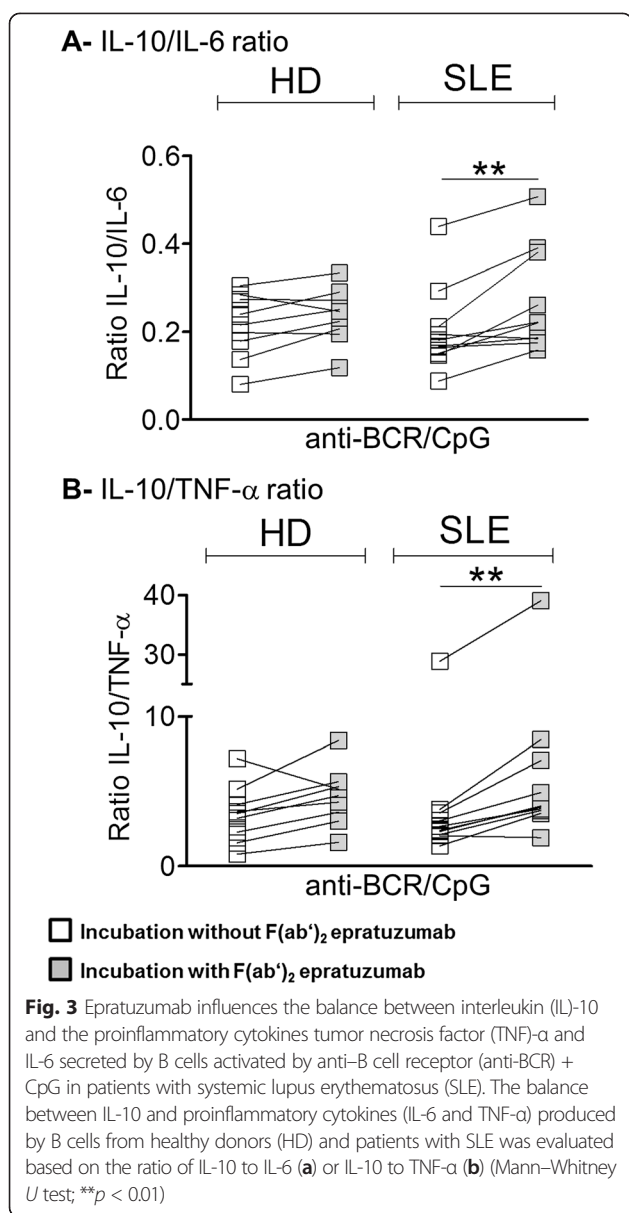 A- IL-10/IL-6 ratio
HD SLE
**
Ratio IL-10/IL-6
0.6
0.4
0.2
0.0
anti-BCR/CpG
B- IL-10/TNF-α ratio
HD SLE
**
Ratio IL-10/TNF-α
40
30
10
0
anti-BCR/CpG
Incubation without F(ab‘)₂ epratuzumab
Incubation with F(ab‘)₂ epratuzumab
Fig. 3 Epratuzumab influences the balance between interleukin (IL)-10
and the proinflammatory cytokines tumor necrosis factor (TNF)-α and
IL-6 secreted by B cells activated by anti–B cell receptor (anti-BCR) +
CpG in patients with systemic lupus erythematosus (SLE). The balance
between IL-10 and proinflammatory cytokines (IL-6 and TNF-α) produced
by B cells from healthy donors (HD) and patients with SLE was evaluated
based on the ratio of IL-10 to IL-6 (a) or IL-10 to TNF-α (b) (Mann–Whitney
U test; **p < 0.01)